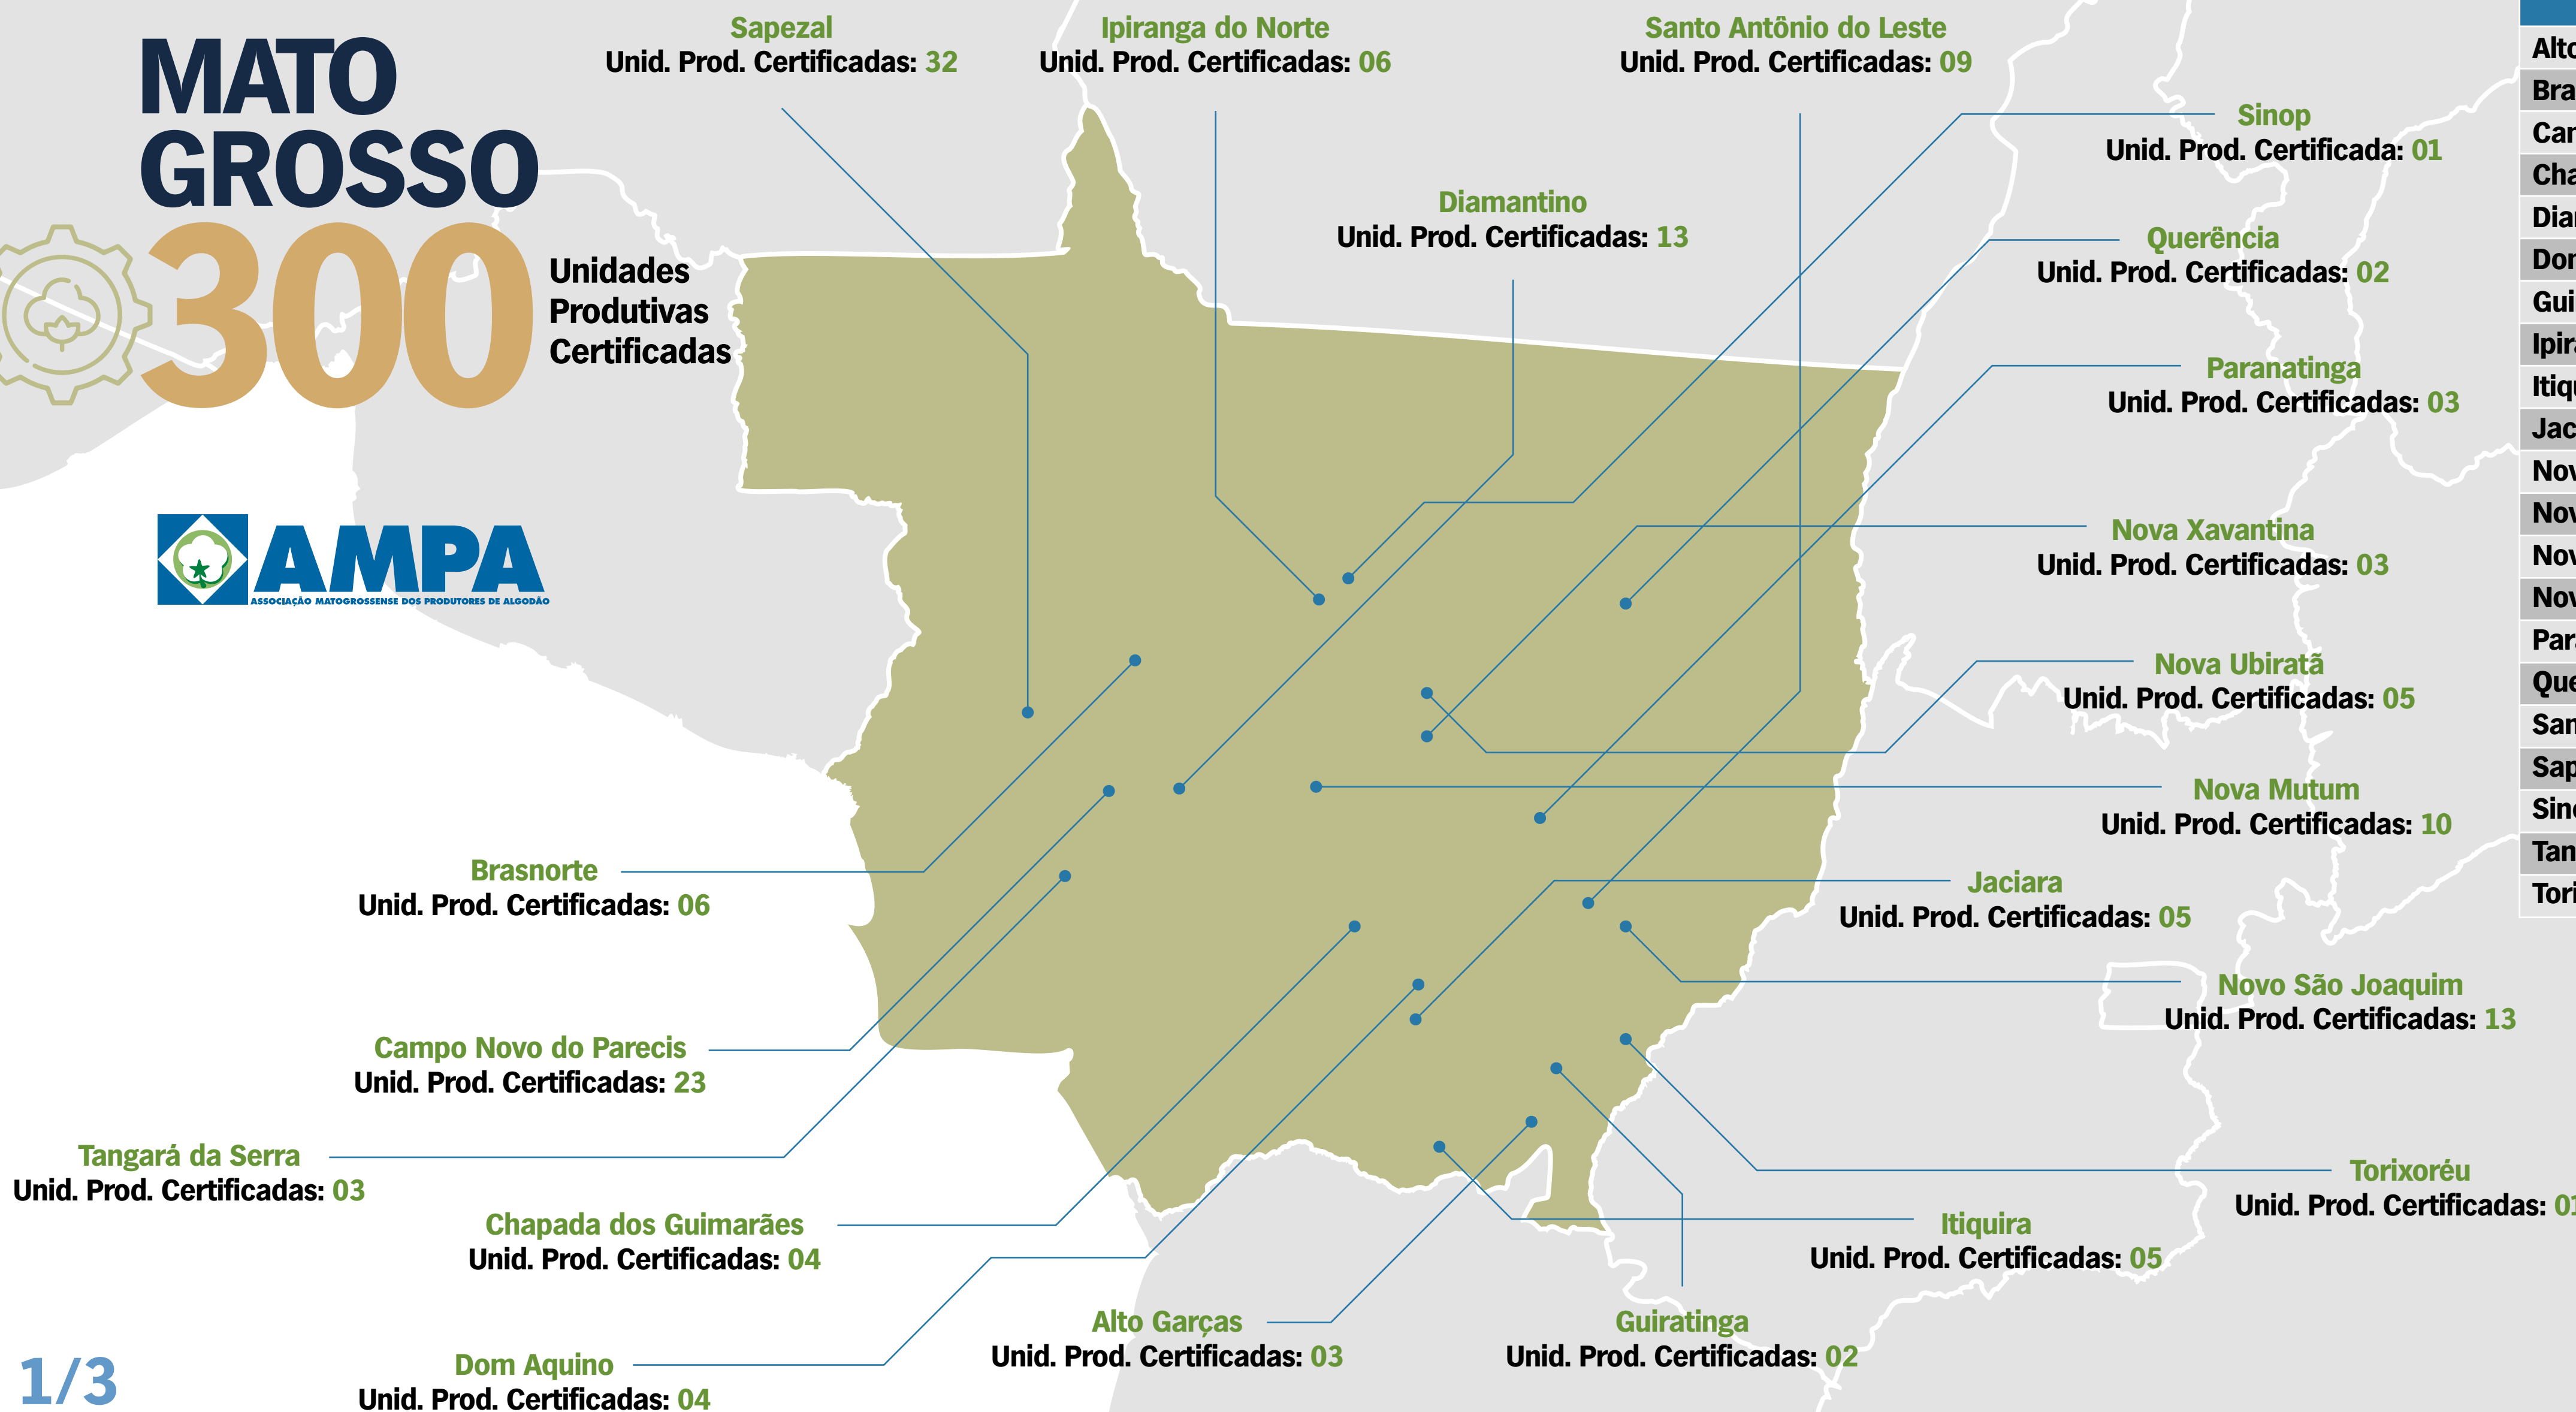 MATO
GROSSO
300
Unidades
Produtivas
Certificadas
AMPA
ASSOCIAÇÃO MATOGROSSENSE DOS PRODUTORES DE ALGODÃO
Sapezal
Unid. Prod. Certificadas: 32
Ipiranga do Norte
Unid. Prod. Certificadas: 06
Santo Antônio do Leste
Unid. Prod. Certificadas: 09
Sinop
Unid. Prod. Certificada: 01
Diamantino
Unid. Prod. Certificadas: 13
Querência
Unid. Prod. Certificadas: 02
Paranatinga
Unid. Prod. Certificadas: 03
Nova Xavantina
Unid. Prod. Certificadas: 03
Nova Ubiratã
Unid. Prod. Certificadas: 05
Nova Mutum
Unid. Prod. Certificadas: 10
Jaciara
Unid. Prod. Certificadas: 05
Novo São Joaquim
Unid. Prod. Certificadas: 13
Torixoréu
Unid. Prod. Certificadas: 01
Itiquira
Unid. Prod. Certificadas: 05
Guiratinga
Unid. Prod. Certificadas: 02
Alto Garças
Unid. Prod. Certificadas: 03
Brasnorte
Unid. Prod. Certificadas: 06
Campo Novo do Parecis
Unid. Prod. Certificadas: 23
Tangará da Serra
Unid. Prod. Certificadas: 03
Chapada dos Guimarães
Unid. Prod. Certificadas: 04
Dom Aquino
Unid. Prod. Certificadas: 04
1/3